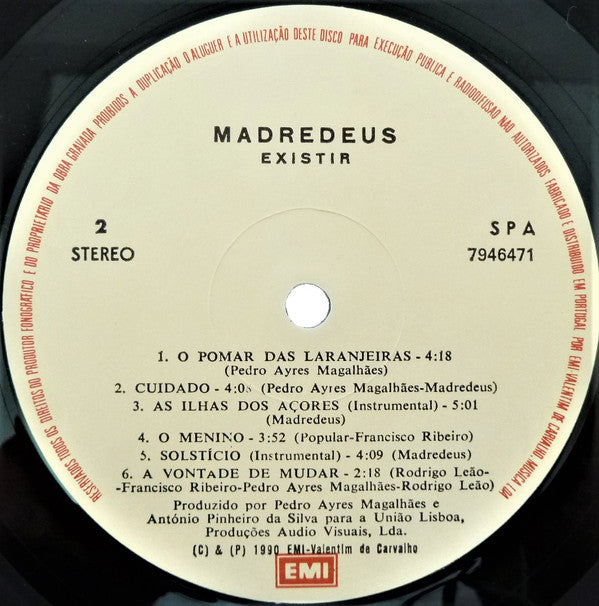 RESERVADOS TODOS OS DIREITOS DO PRODUTOR FONOGRÁFICO E DO PROPRIETÁRIO DA OBRA GRAVADA PROIBIDOS A DUPLICAÇÃO O ALUGUER E A UTILIZAÇÃO DESTE DISCO PARA EXECUÇÃO PUBLICA E RADIODIFUSÃO NÃO AUTORIZADOS FABRICADO E DISTRIBUIDO EM PORTUGAL POR EMI-VALENTIM DE CARVALHO MUSICA LDA
MADREDEUS
EXISTIR
2
STEREO
SPA
7946471
1. O POMAR DAS LARANJEIRAS - 4:18
(Pedro Ayres Magalhães)
2. CUIDADO - (Pedro Ayres Magalhães-Madredeus)
3. AS ILHAS DOS AÇORES (Instrumental) - 5:01
(Madredeus)
4. O MENINO - 3:52 (Popular-Francisco Ribeiro)
5. SOLSTÍCIO (Instrumental) - 4:09 (Madredeus)
6. A VONTADE DE MUDAR - 2:18 (Rodrigo Leão-
-Francisco Ribeiro-Pedro Ayres Magalhães-Rodrigo Leão)
Produzido por Pedro Ayres Magalhães e
António Pinheiro da Silva para a União Lisboa,
Produções Audio Visuais, Lda.
(C) & (P) 1990 EMI-Valentim de Carvalho
EMI